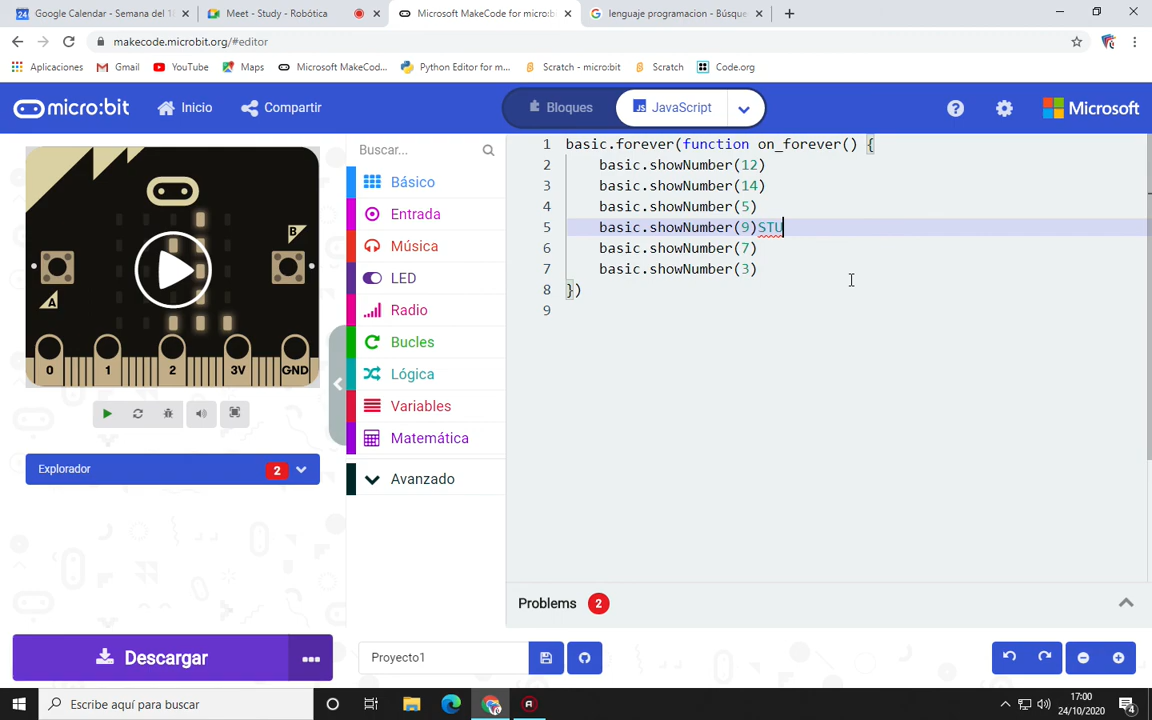 24 Google Calendar - Semana del 18
Meet - Study - Robótica
Microsoft MakeCode for micro:b
lenguaje programacion - Búsque
makecode.microbit.org/#editor
Aplicaciones
Gmail
YouTube
Maps
Microsoft MakeCod...
Python Editor for m...
Scratch - micro:bit
Scratch
Code.org
micro:bit
Inicio
Compartir
Bloques
JS JavaScript
Microsoft
A
B
0 1 2 3V GND
Explorador 2
Descargar
Buscar...
Básico
Entrada
Música
LED
Radio
Bucles
Lógica
Variables
Matemática
Avanzado
1 basic.forever(function on_forever() {
2 basic.showNumber(12)
3 basic.showNumber(14)
4 basic.showNumber(5)
5 basic.showNumber(9)STU
6 basic.showNumber(7)
7 basic.showNumber(3)
8 })
9
Problems 2
Proyecto1
Escribe aquí para buscar
17:00
24/10/2020
4